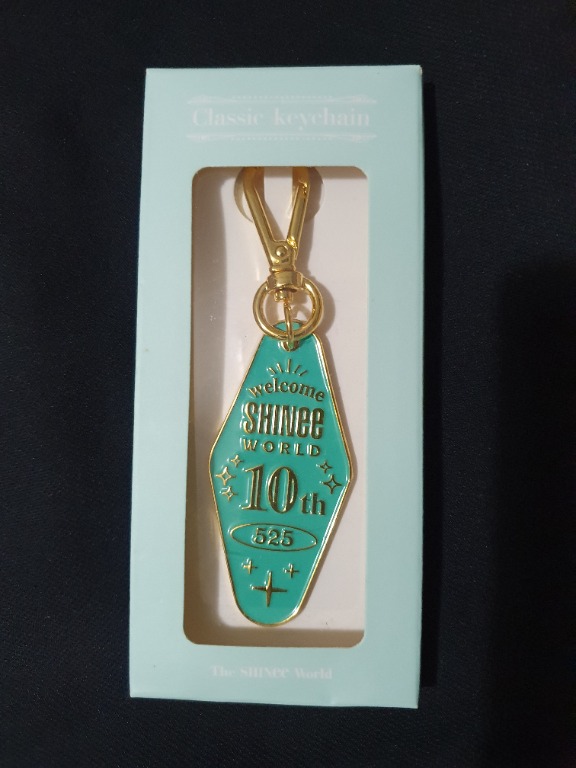 Classic keychain
welcome
SHINee
WORLD
10th
525
The SHINee World